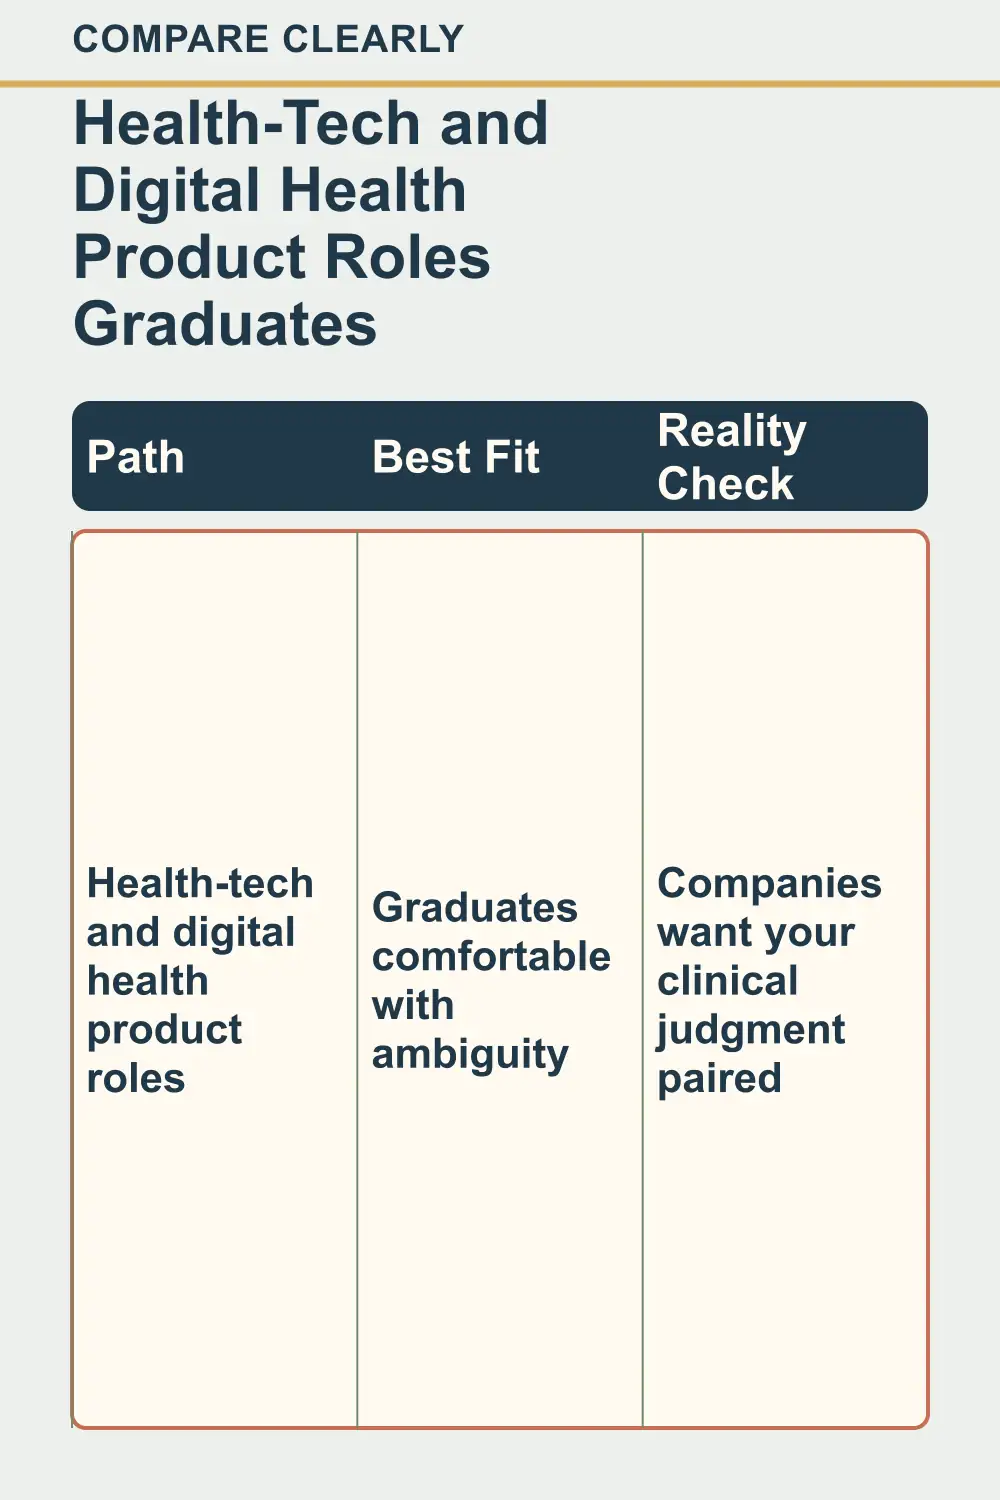 COMPARE CLEARLY
Health-Tech and
Digital Health
Product Roles
Graduates
Path
Best Fit
Reality
Check
Health-tech
and digital
health
product
roles
Graduates
comfortable
with
ambiguity
Companies
want your
clinical
judgment
paired